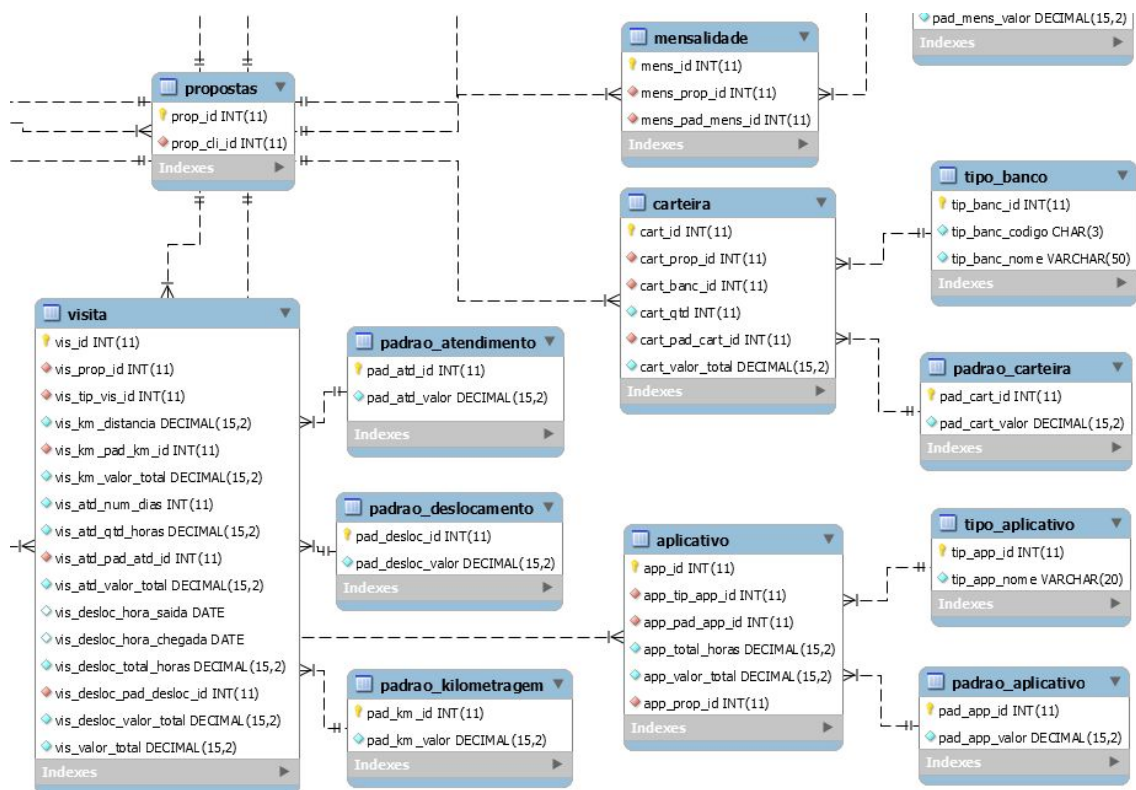 pad_mens_valor DECIMAL(15,2)
Indexes
mensalidade
mens_id INT(11)
mens_prop_id INT(11)
mens_pad_mens_id INT(11)
Indexes
propostas
prop_id INT(11)
prop_cli_id INT(11)
Indexes
carteira
cart_id INT(11)
cart_prop_id INT(11)
cart_banc_id INT(11)
cart_qtd INT(11)
cart_pad_cart_id INT(11)
cart_valor_total DECIMAL(15,2)
Indexes
tipo_banco
tip_banc_id INT(11)
tip_banc_codigo CHAR(3)
tip_banc_nome VARCHAR(50)
Indexes
visita
vis_id INT(11)
vis_prop_id INT(11)
vis_tip_vis_id INT(11)
vis_km_distancia DECIMAL(15,2)
vis_km_pad_km_id INT(11)
vis_km_valor_total DECIMAL(15,2)
vis_atd_num_dias INT(11)
vis_atd_qtd_horas DECIMAL(15,2)
vis_atd_pad_atd_id INT(11)
vis_atd_valor_total DECIMAL(15,2)
vis_desloc_hora_saida DATE
vis_desloc_hora_chegada DATE
vis_desloc_total_horas DECIMAL(15,2)
vis_desloc_pad_desloc_id INT(11)
vis_desloc_valor_total DECIMAL(15,2)
vis_valor_total DECIMAL(15,2)
Indexes
padrao_atendimento
pad_atd_id INT(11)
pad_atd_valor DECIMAL(15,2)
Indexes
padrao_carteira
pad_cart_id INT(11)
pad_cart_valor DECIMAL(15,2)
Indexes
padrao_deslocamento
pad_desloc_id INT(11)
pad_desloc_valor DECIMAL(15,2)
Indexes
aplicativo
app_id INT(11)
app_tip_app_id INT(11)
app_pad_app_id INT(11)
app_total_horas DECIMAL(15,2)
app_valor_total DECIMAL(15,2)
app_prop_id INT(11)
Indexes
tipo_aplicativo
tip_app_id INT(11)
tip_app_nome VARCHAR(20)
Indexes
padrao_kilometragem
pad_km_id INT(11)
pad_km_valor DECIMAL(15,2)
Indexes
padrao_aplicativo
pad_app_id INT(11)
pad_app_valor DECIMAL(15,2)
Indexes